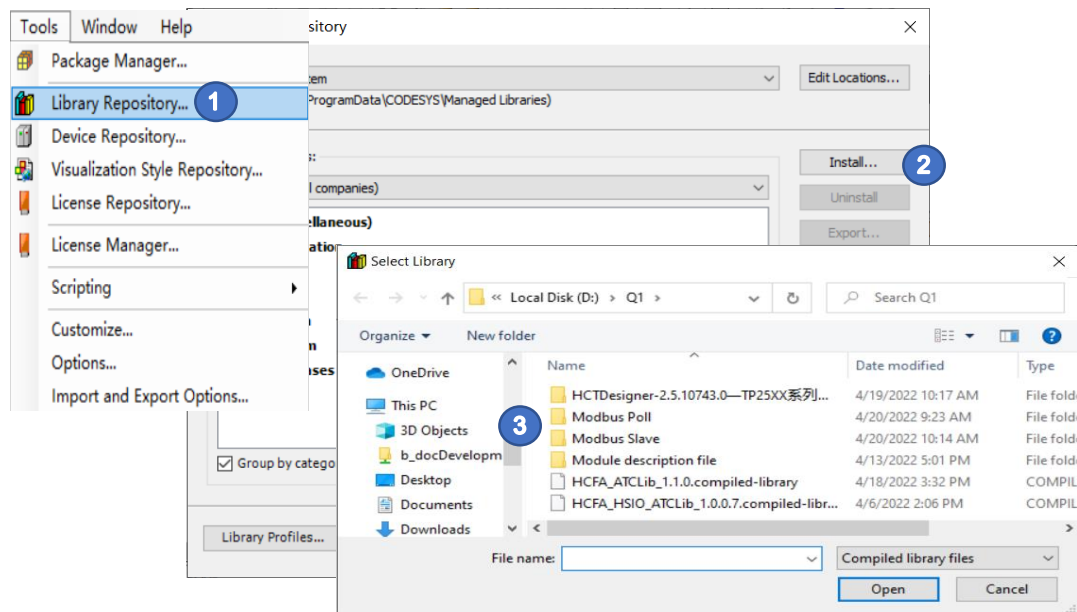 Tools Window Help
Package Manager...
Library Repository...
1
Device Repository...
Visualization Style Repository...
License Repository...
License Manager...
Scripting
Customize...
Options...
Import and Export Options...
sitory
tem
Edit Locations...
ProgramData\CODESYS\Managed Libraries)
s:
Install...
2
l companies)
Uninstall
ellaneous)
Export...
ation
n
m
ises
Group by catego
Library Profiles...
Select Library
« Local Disk (D:) > Q1 >
Search Q1
Organize
New folder
?
OneDrive
This PC
3D Objects
3
b_docDevelopm
Desktop
Documents
Downloads
Name Date modified Type
HCTDesigner-2.5.10743.0—TP25XX系列... 4/19/2022 10:17 AM File fold
Modbus Poll 4/20/2022 9:23 AM File fold
Modbus Slave 4/20/2022 10:14 AM File fold
Module description file 4/13/2022 5:01 PM File fold
HCFA_ATCLib_1.1.0.compiled-library 4/18/2022 3:32 PM COMPIL
HCFA_HSIO_ATCLib_1.0.0.7.compiled-libr... 4/6/2022 2:06 PM COMPIL
File name:
Compiled library files
Open
Cancel